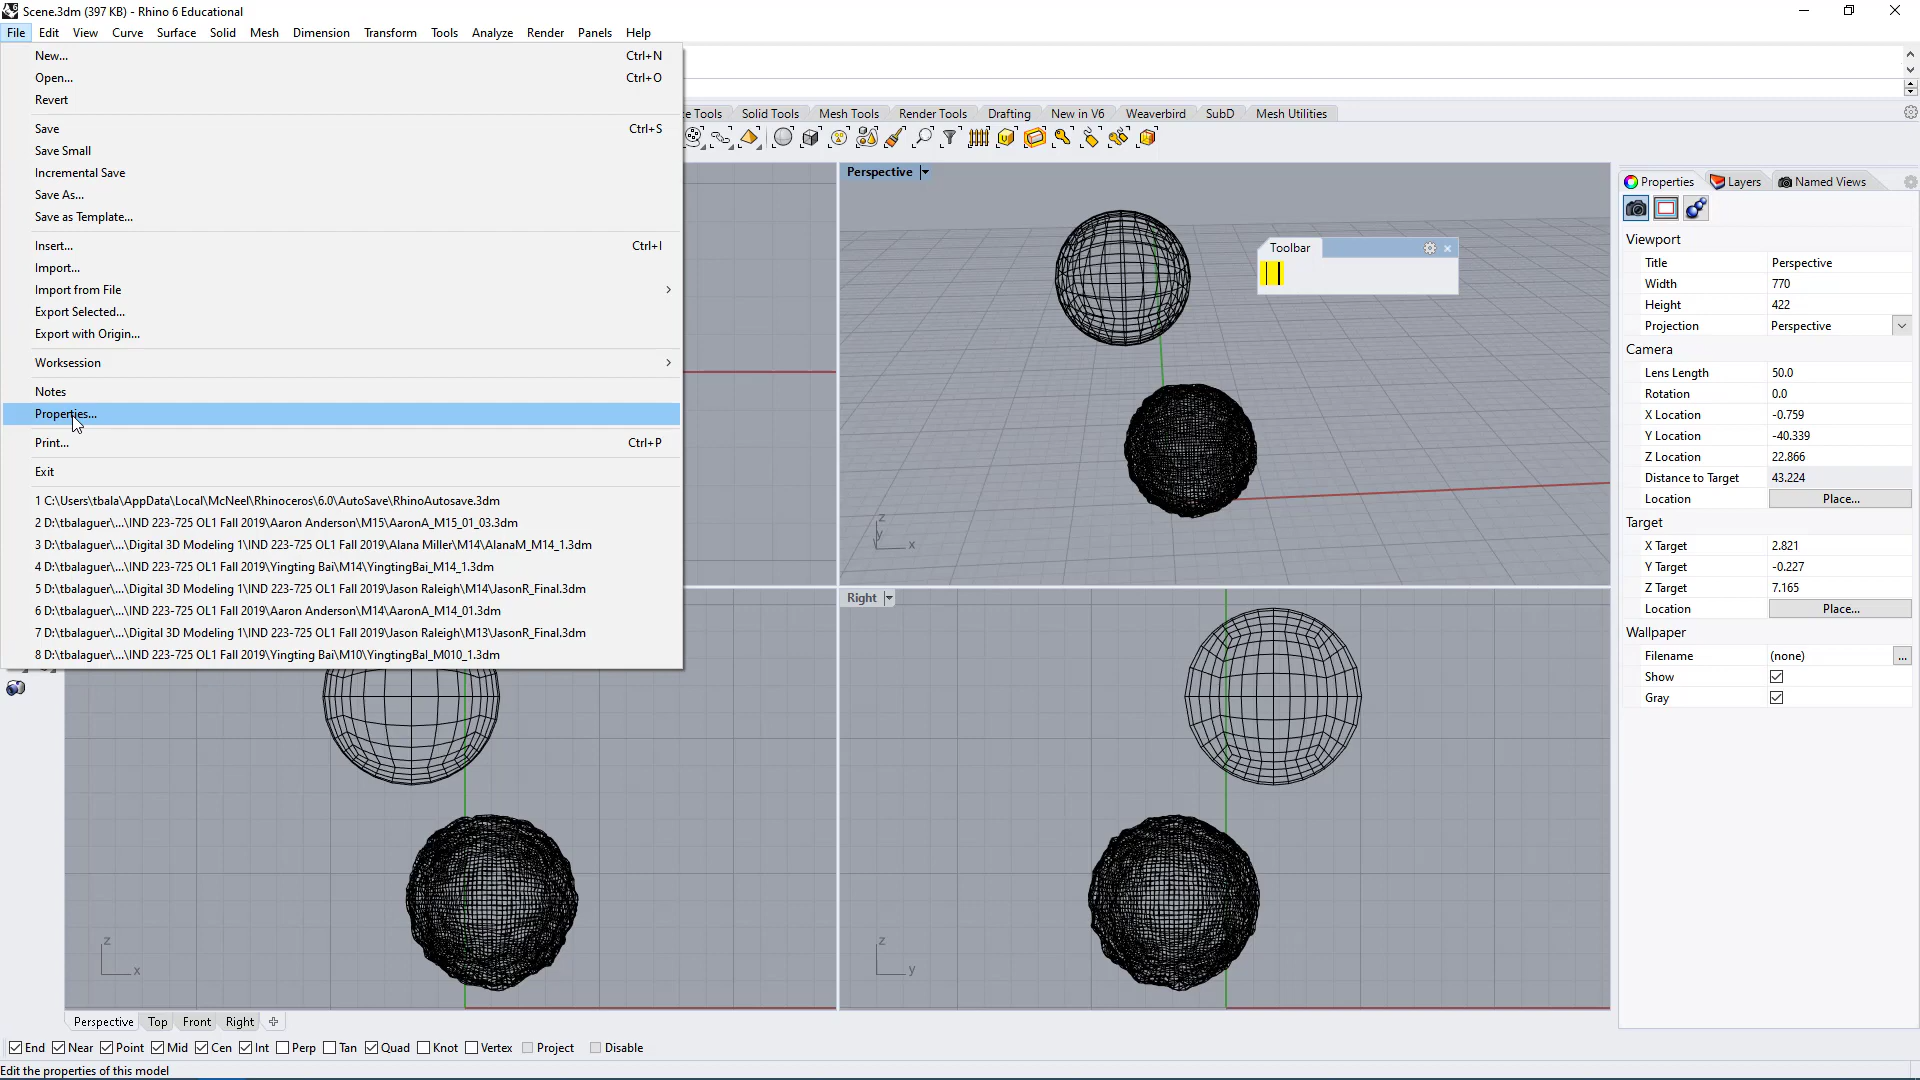 Scene.3dm (397 KB) - Rhino 6 Educational
File Edit View Curve Surface Solid Mesh Dimension Transform Tools Analyze Render Panels Help
New... Ctrl+N
Open... Ctrl+O
Revert
Save Ctrl+S
Save Small
Incremental Save
Save As...
Save as Template...
Insert... Ctrl+I
Import...
Import from File
Export Selected...
Export with Origin...
Worksession
Notes
Properties...
Print... Ctrl+P
Exit
1 C:\Users\tbala\AppData\Local\McNeel\Rhinoceros\6.0\AutoSave\RhinoAutosave.3dm
2 D:\tbalaguer\...\IND 223-725 OL1 Fall 2019\Aaron Anderson\M15\AaronA_M15_01_03.3dm
3 D:\tbalaguer\...\Digital 3D Modeling 1\IND 223-725 OL1 Fall 2019\Alana Miller\M14\AlanaM_M14_1.3dm
4 D:\tbalaguer\...\IND 223-725 OL1 Fall 2019\Yingting Bai\M14\YingtingBai_M14_1.3dm
5 D:\tbalaguer\...\Digital 3D Modeling 1\IND 223-725 OL1 Fall 2019\Jason Raleigh\M14\JasonR_Final.3dm
6 D:\tbalaguer\...\IND 223-725 OL1 Fall 2019\Aaron Anderson\M14\AaronA_M14_01.3dm
7 D:\tbalaguer\...\Digital 3D Modeling 1\IND 223-725 OL1 Fall 2019\Jason Raleigh\M13\JasonR_Final.3dm
8 D:\tbalaguer\...\IND 223-725 OL1 Fall 2019\Yingting Bai\M10\YingtingBaI_M010_1.3dm
ce Tools Solid Tools Mesh Tools Render Tools Drafting New in V6 Weaverbird SubD Mesh Utilities
Perspective
Toolbar
z
y
x
Right
z
x
z
y
Properties Layers Named Views
Viewport
Title Perspective
Width 770
Height 422
Projection Perspective
Camera
Lens Length 50.0
Rotation 0.0
X Location -0.759
Y Location -40.339
Z Location 22.866
Distance to Target 43.224
Location Place...
Target
X Target 2.821
Y Target -0.227
Z Target 7.165
Location Place...
Wallpaper
Filename (none) ...
Show
Gray
Perspective Top Front Right
End Near Point Mid Cen Int Perp Tan Quad Knot Vertex Project Disable
Edit the properties of this model